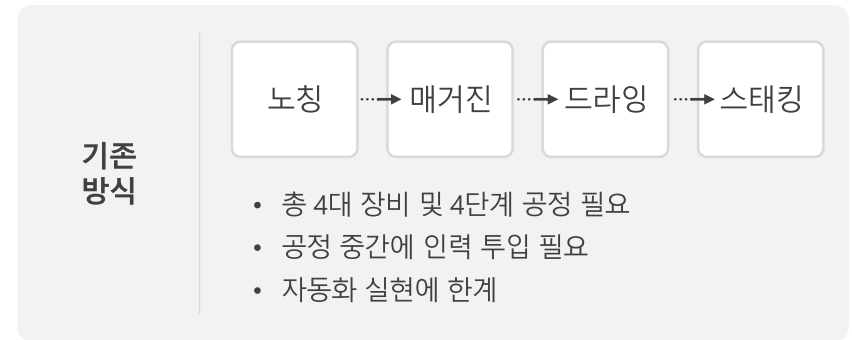 기존
방식
노칭 매거진 드라잉 스태킹
• 총 4대 장비 및 4단계 공정 필요
• 공정 중간에 인력 투입 필요
• 자동화 실현에 한계